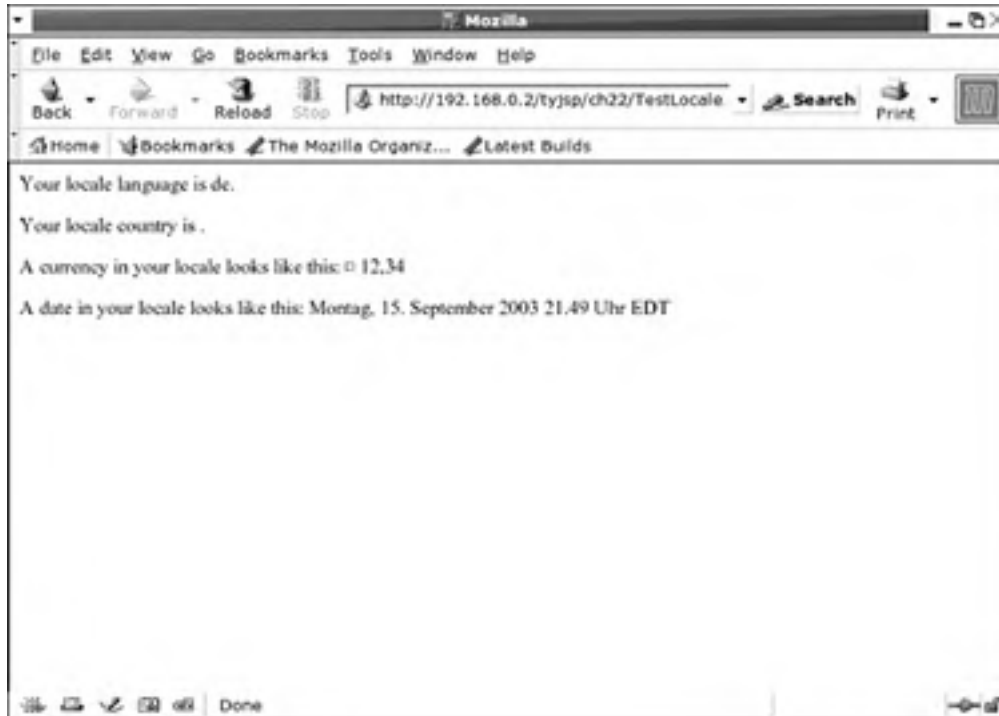 Mozilla
File Edit View Go Bookmarks Tools Window Help
Back Forward Reload Stop http://192.168.0.2/tyjsp/ch22/TestLocale Search Print
Home Bookmarks The Mozilla Organiz... Latest Builds
Your locale language is de.
Your locale country is .
A currency in your locale looks like this: ¤ 12,34
A date in your locale looks like this: Montag, 15. September 2003 21.49 Uhr EDT
Done